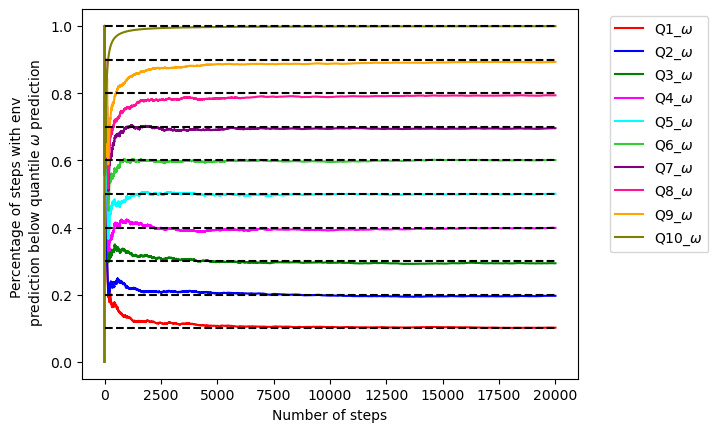 1.0
0.8
0.6
0.4
0.2
0.0
Percentage of steps with env
prediction below quantile ω prediction
0 2500 5000 7500 10000 12500 15000 17500 20000
Number of steps
Q1_ω
Q2_ω
Q3_ω
Q4_ω
Q5_ω
Q6_ω
Q7_ω
Q8_ω
Q9_ω
Q10_ω